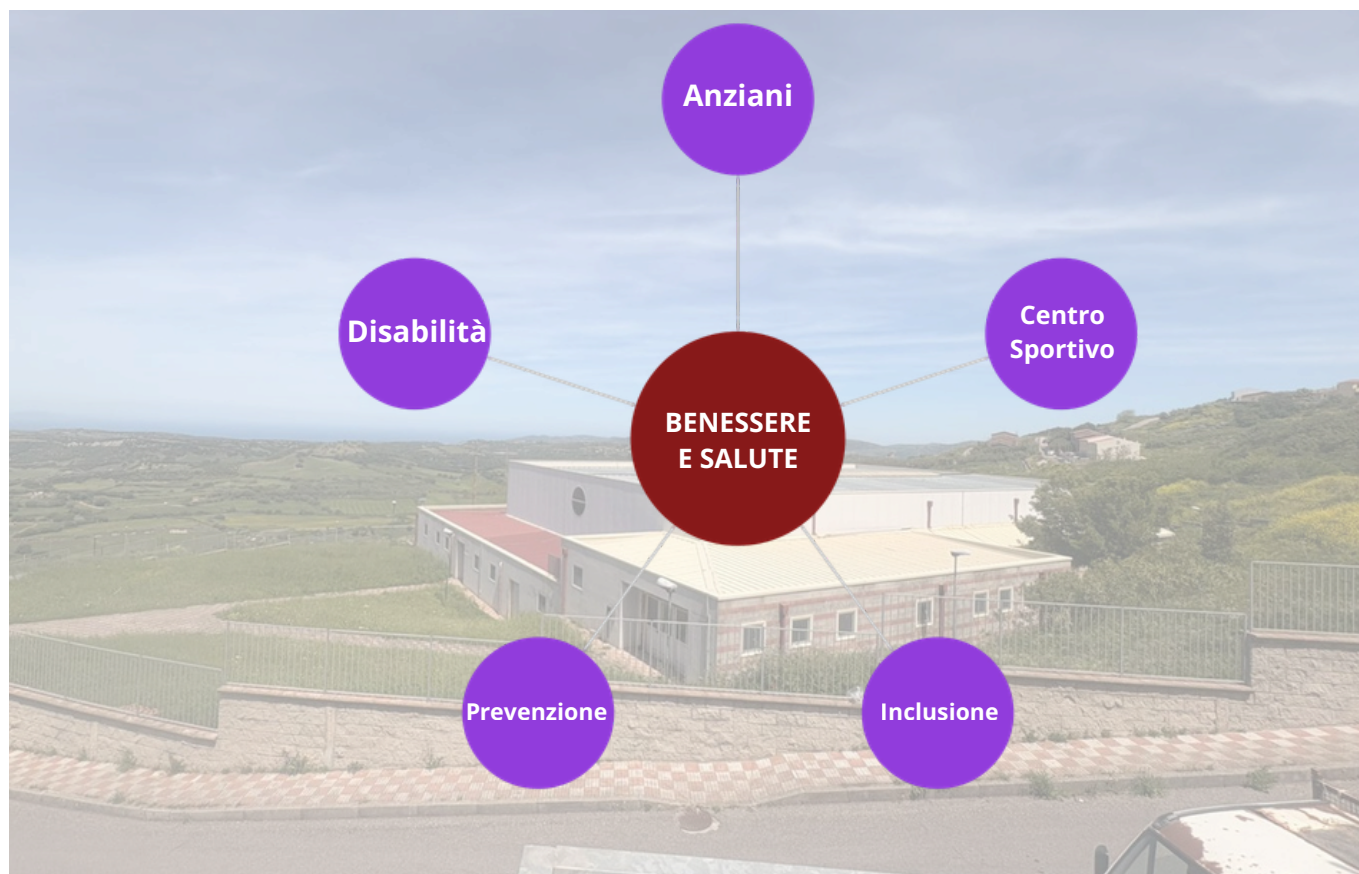 Anziani
Disabilità
Centro
Sportivo
BENESSERE
E SALUTE
Prevenzione
Inclusione